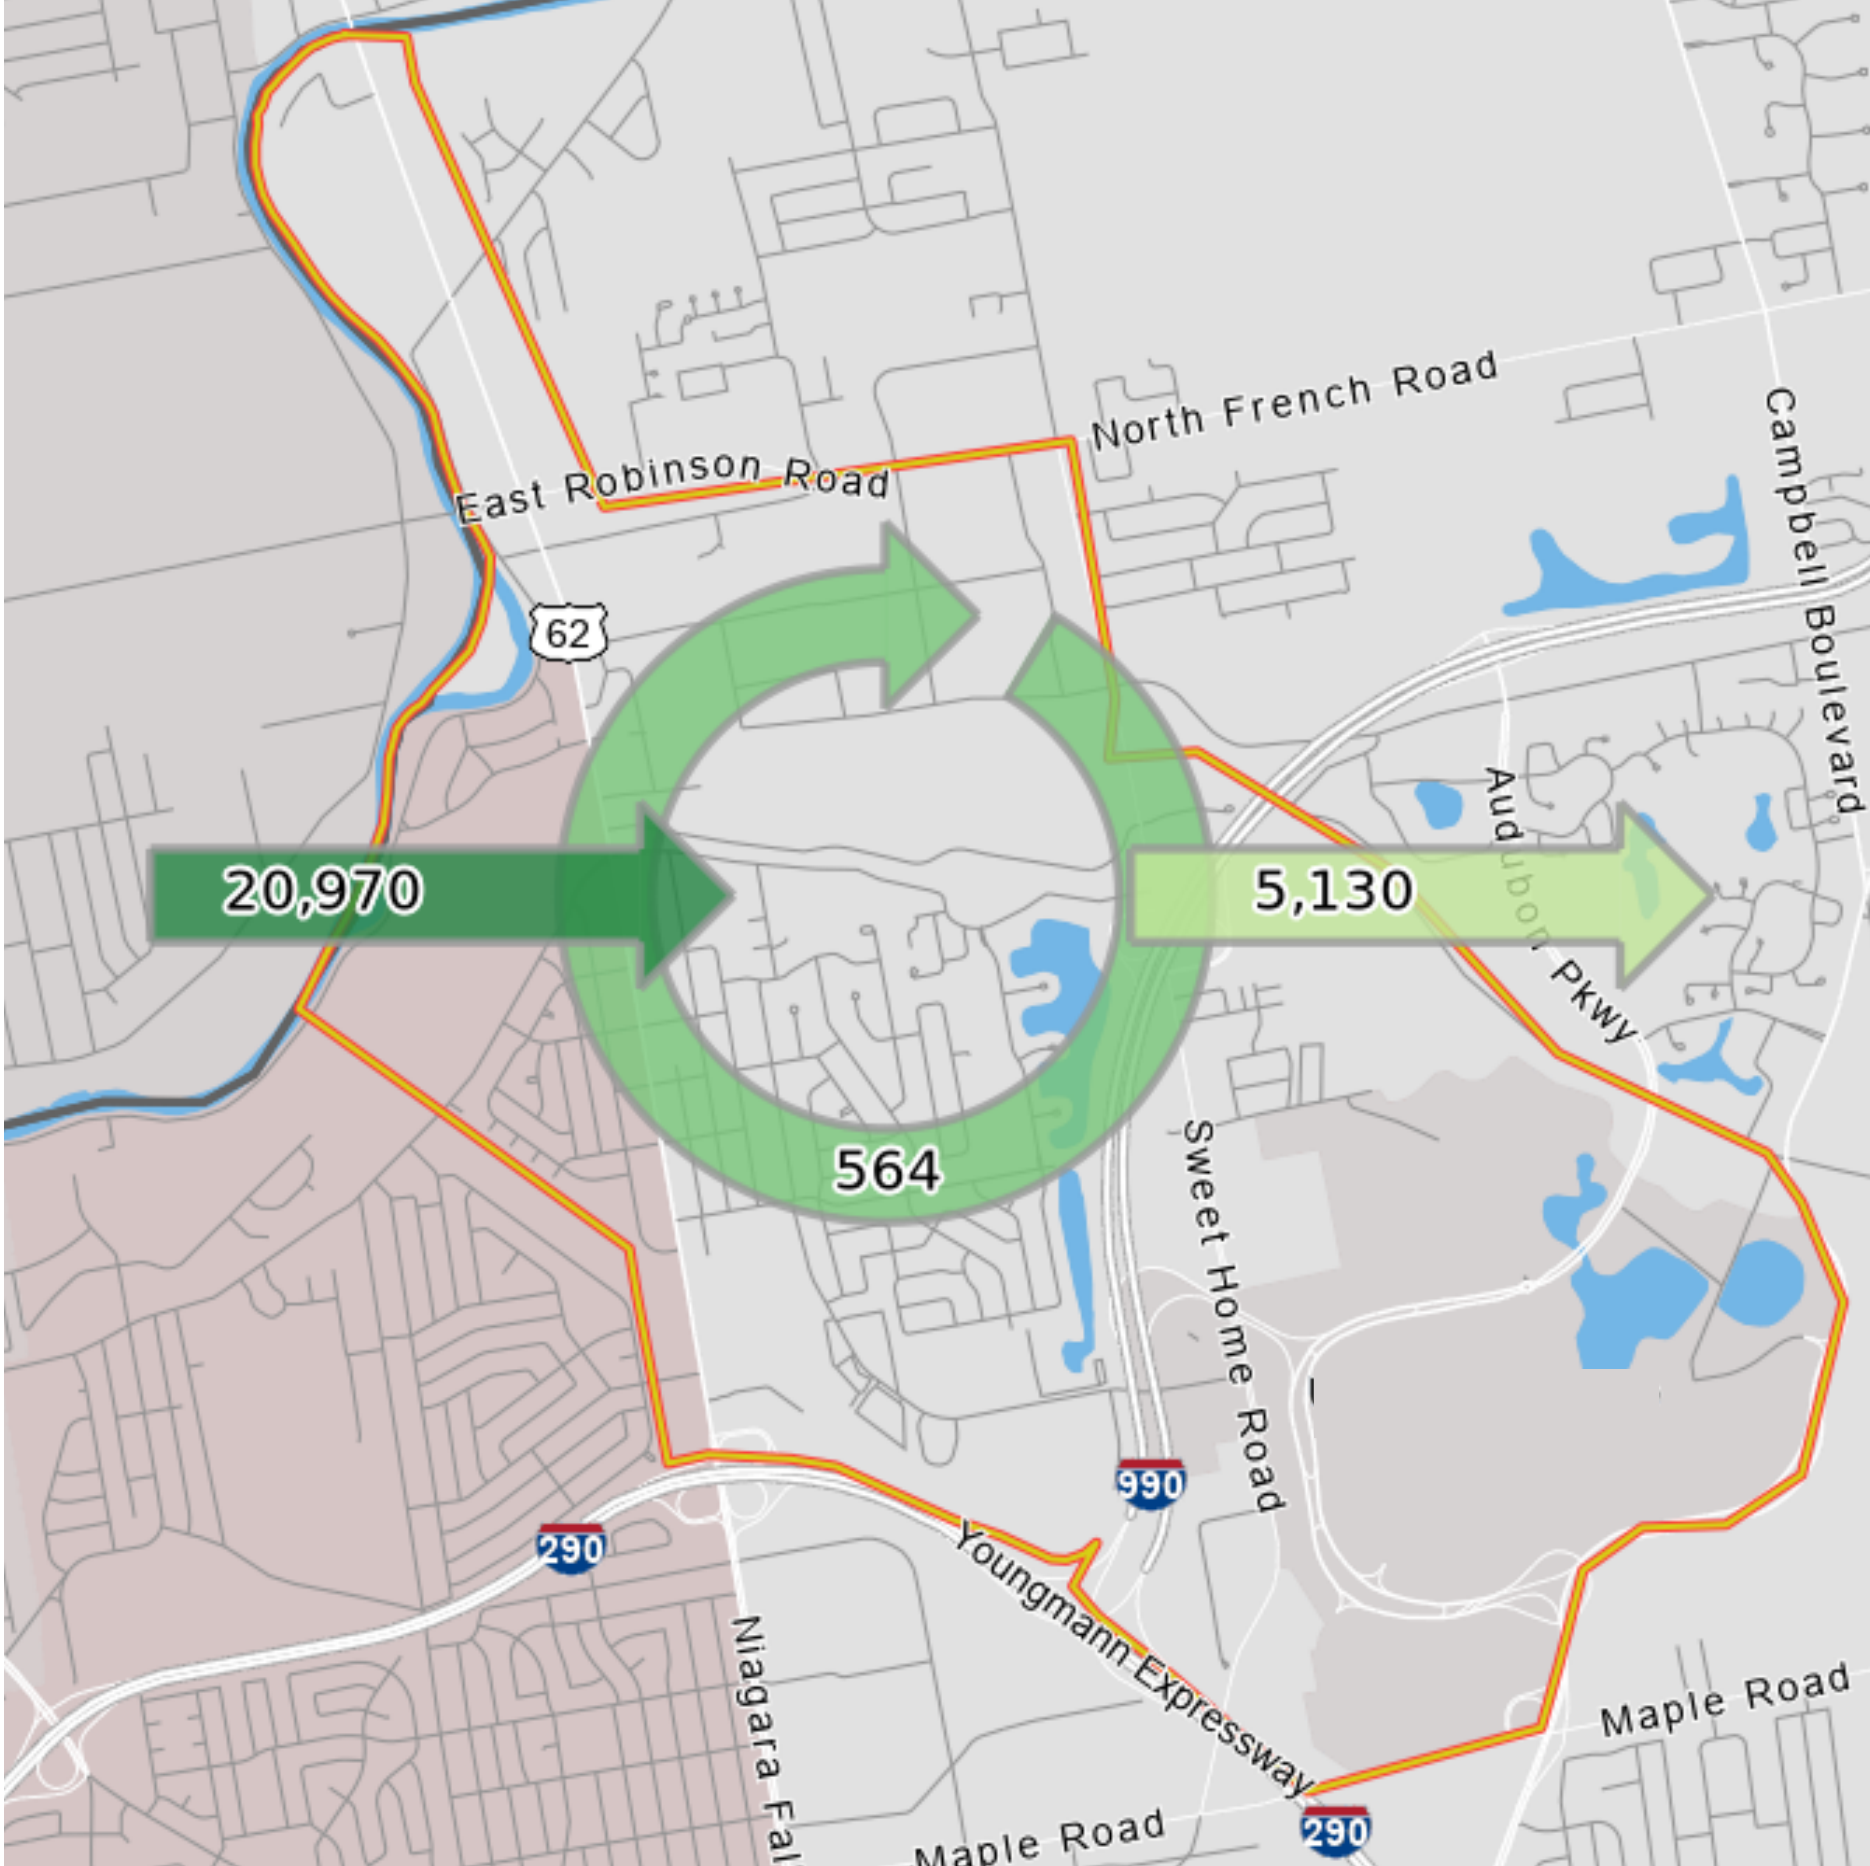 North French Road
East Robinson Road
Campbell Boulevard
62
Audubon Pkwy
20,970
5,130
564
Sweet Home Road
990
290
Youngmann Expressway
Niagara Fal
Maple Road
Maple Road
290